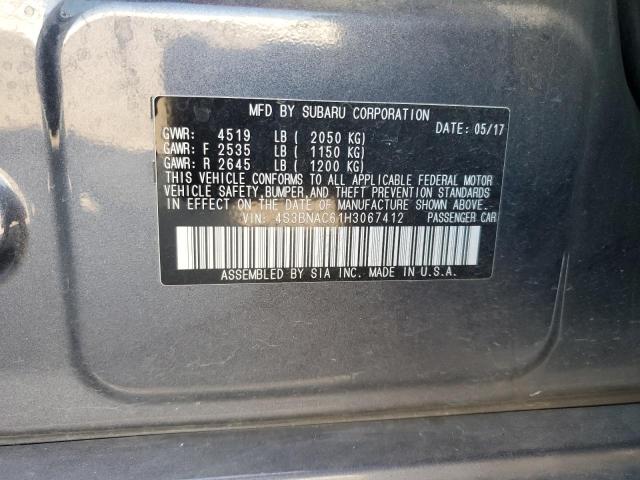 MFD BY SUBARU CORPORATION
GVWR: 4519 LB ( 2050 KG) DATE: 05/17
GAWR: F 2535 LB ( 1150 KG)
GAWR: R 2645 LB ( 1200 KG)
THIS VEHICLE CONFORMS TO ALL APPLICABLE FEDERAL MOTOR
VEHICLE SAFETY,BUMPER,AND THEFT PREVENTION STANDARDS
IN EFFECT ON THE DATE OF MANUFACTURE SHOWN ABOVE.
VIN: 4S3BNAC61H3067412 PASSENGER CAR
ASSEMBLED BY SIA INC. MADE IN U.S.A.